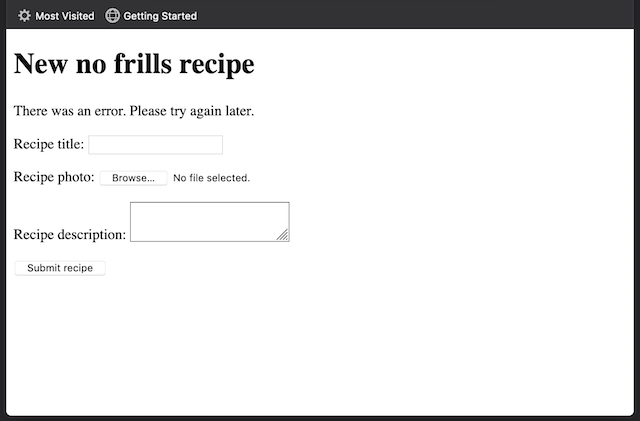 Most Visited Getting Started
New no frills recipe
There was an error. Please try again later.
Recipe title:
Recipe photo: Browse... No file selected.
Recipe description:
Submit recipe